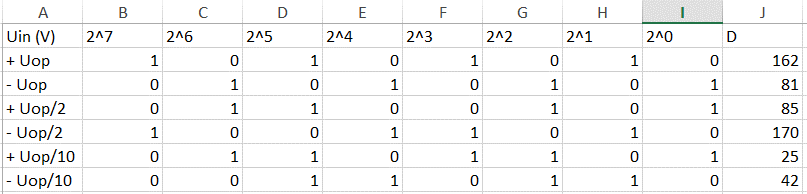 A B C D E F G H I J
Uin (V) 2^7 2^6 2^5 2^4 2^3 2^2 2^1 2^0 D
+ Uop 1 0 1 0 1 0 1 0 162
- Uop 0 1 0 1 0 1 0 1 81
+ Uop/2 0 1 1 0 0 1 0 1 85
- Uop/2 1 0 0 1 1 0 1 0 170
+ Uop/10 0 1 1 0 1 1 0 1 25
- Uop/10 0 0 1 1 0 1 1 0 42